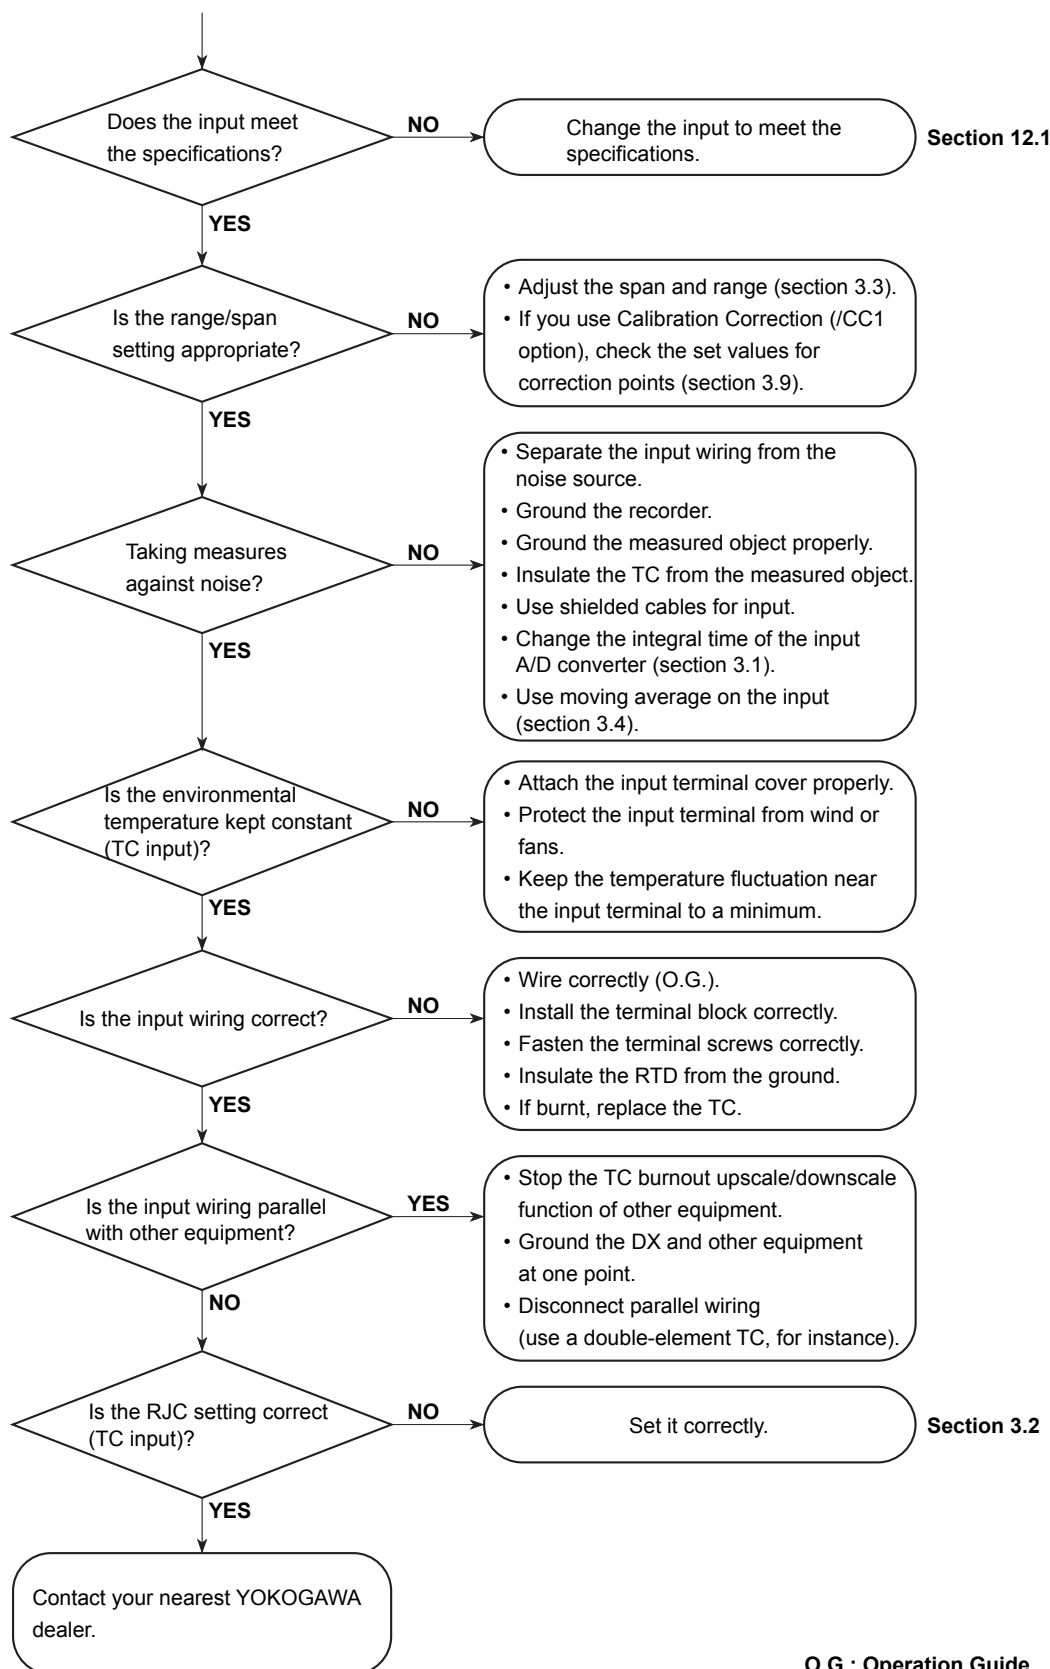 Does the input meet
the specifications?
NO
Change the input to meet the
specifications.
Section 12.1
YES
Is the range/span
setting appropriate?
NO
• Adjust the span and range (section 3.3).
• If you use Calibration Correction (/CC1
option), check the set values for
correction points (section 3.9).
YES
Taking measures
against noise?
NO
• Separate the input wiring from the
noise source.
• Ground the recorder.
• Ground the measured object properly.
• Insulate the TC from the measured object.
• Use shielded cables for input.
• Change the integral time of the input
A/D converter (section 3.1).
• Use moving average on the input
(section 3.4).
YES
Is the environmental
temperature kept constant
(TC input)?
NO
• Attach the input terminal cover properly.
• Protect the input terminal from wind or
fans.
• Keep the temperature fluctuation near
the input terminal to a minimum.
YES
Is the input wiring correct?
NO
• Wire correctly (O.G.).
• Install the terminal block correctly.
• Fasten the terminal screws correctly.
• Insulate the RTD from the ground.
• If burnt, replace the TC.
YES
Is the input wiring parallel
with other equipment?
YES
• Stop the TC burnout upscale/downscale
function of other equipment.
• Ground the DX and other equipment
at one point.
• Disconnect parallel wiring
(use a double-element TC, for instance).
NO
Is the RJC setting correct
(TC input)?
NO
Set it correctly.
Section 3.2
YES
Contact your nearest YOKOGAWA
dealer.
O.G.: Operation Guide